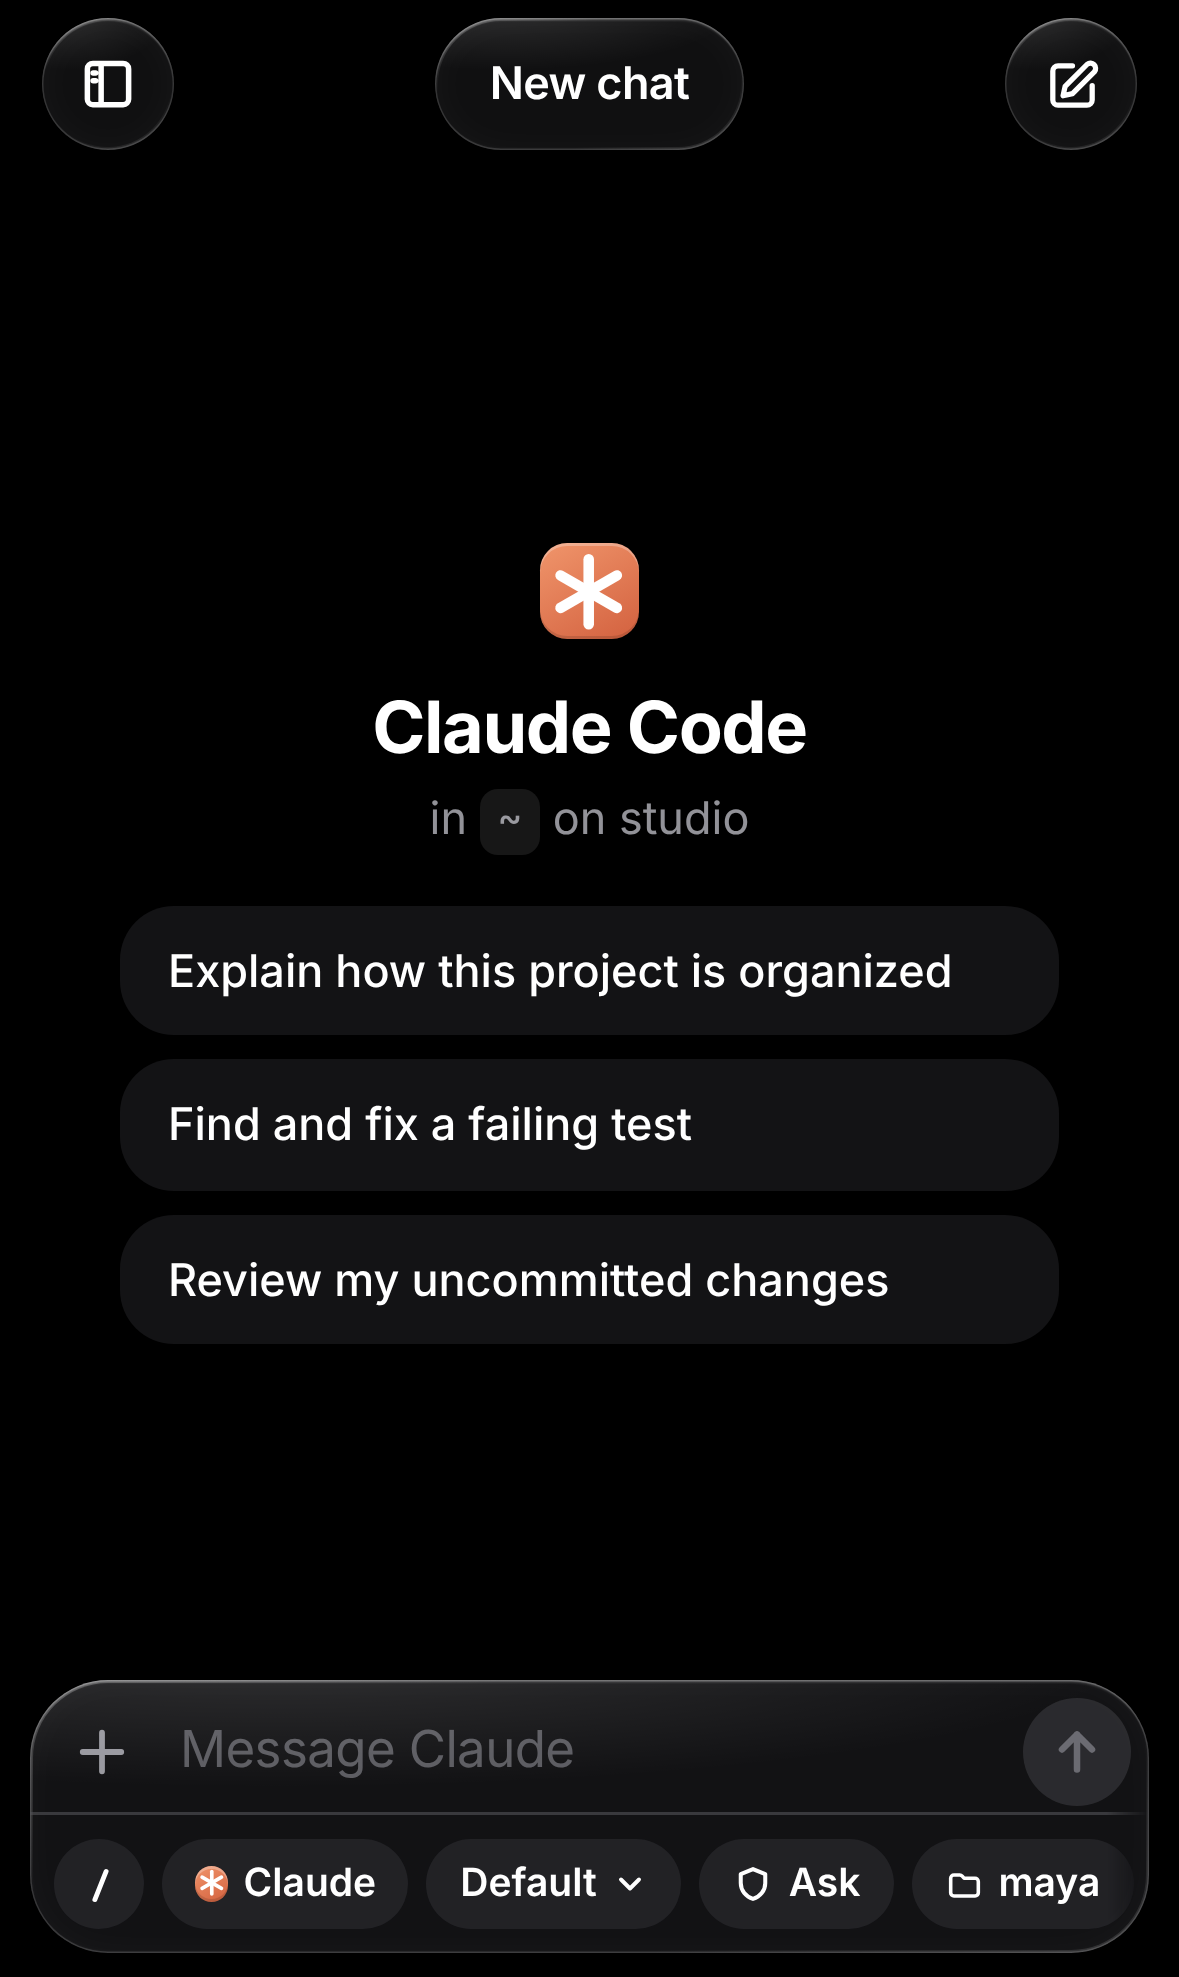 New chat
Claude Code
in ~ on studio
Explain how this project is organized
Find and fix a failing test
Review my uncommitted changes
Message Claude
/ Claude Default Ask maya